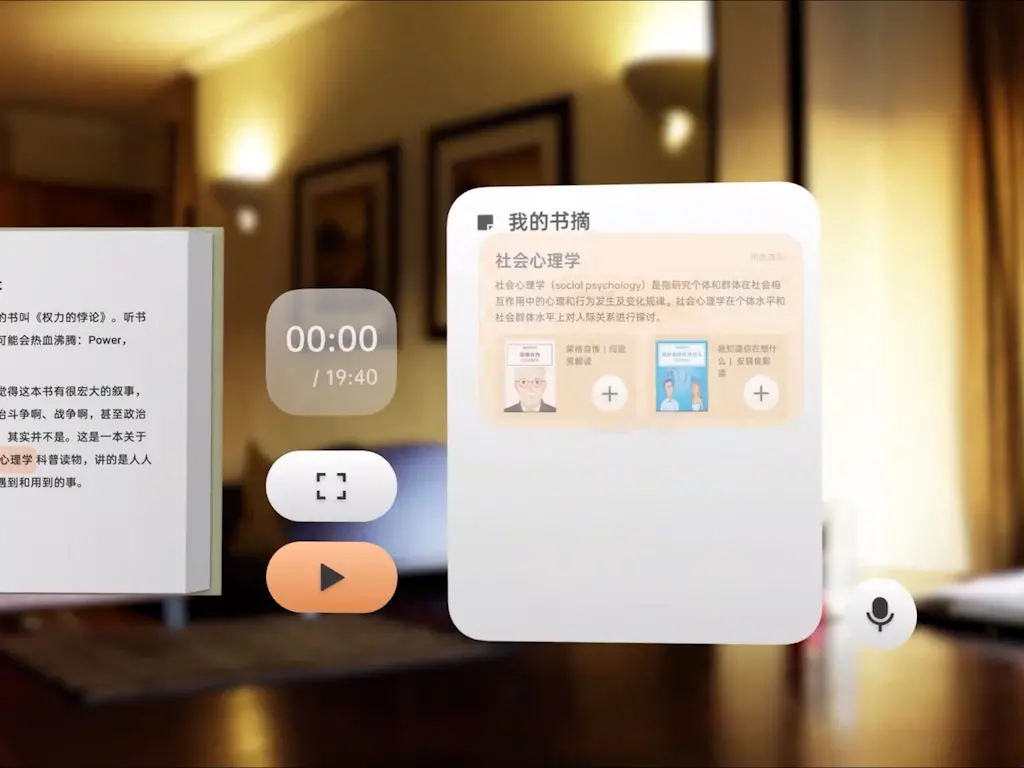 的书叫《权力的悖论》。听书
可能会热血沸腾：Power，
觉得这本书有很宏大的叙事，
治斗争啊、战争啊，甚至政治
其实并不是。这是一本关于
心理学 科普读物，讲的是人人
遇到和用到的事。
00:00
/ 19:40
我的书摘
社会心理学
社会心理学（social psychology）是指研究个体和群体在社会相
互作用中的心理和行为发生及变化规律。社会心理学在个体水平和
社会群体水平上对人际关系进行探讨。
荣格自传 | 纯爱
男解读
我知道你在想什
么 | 安晓良解
读